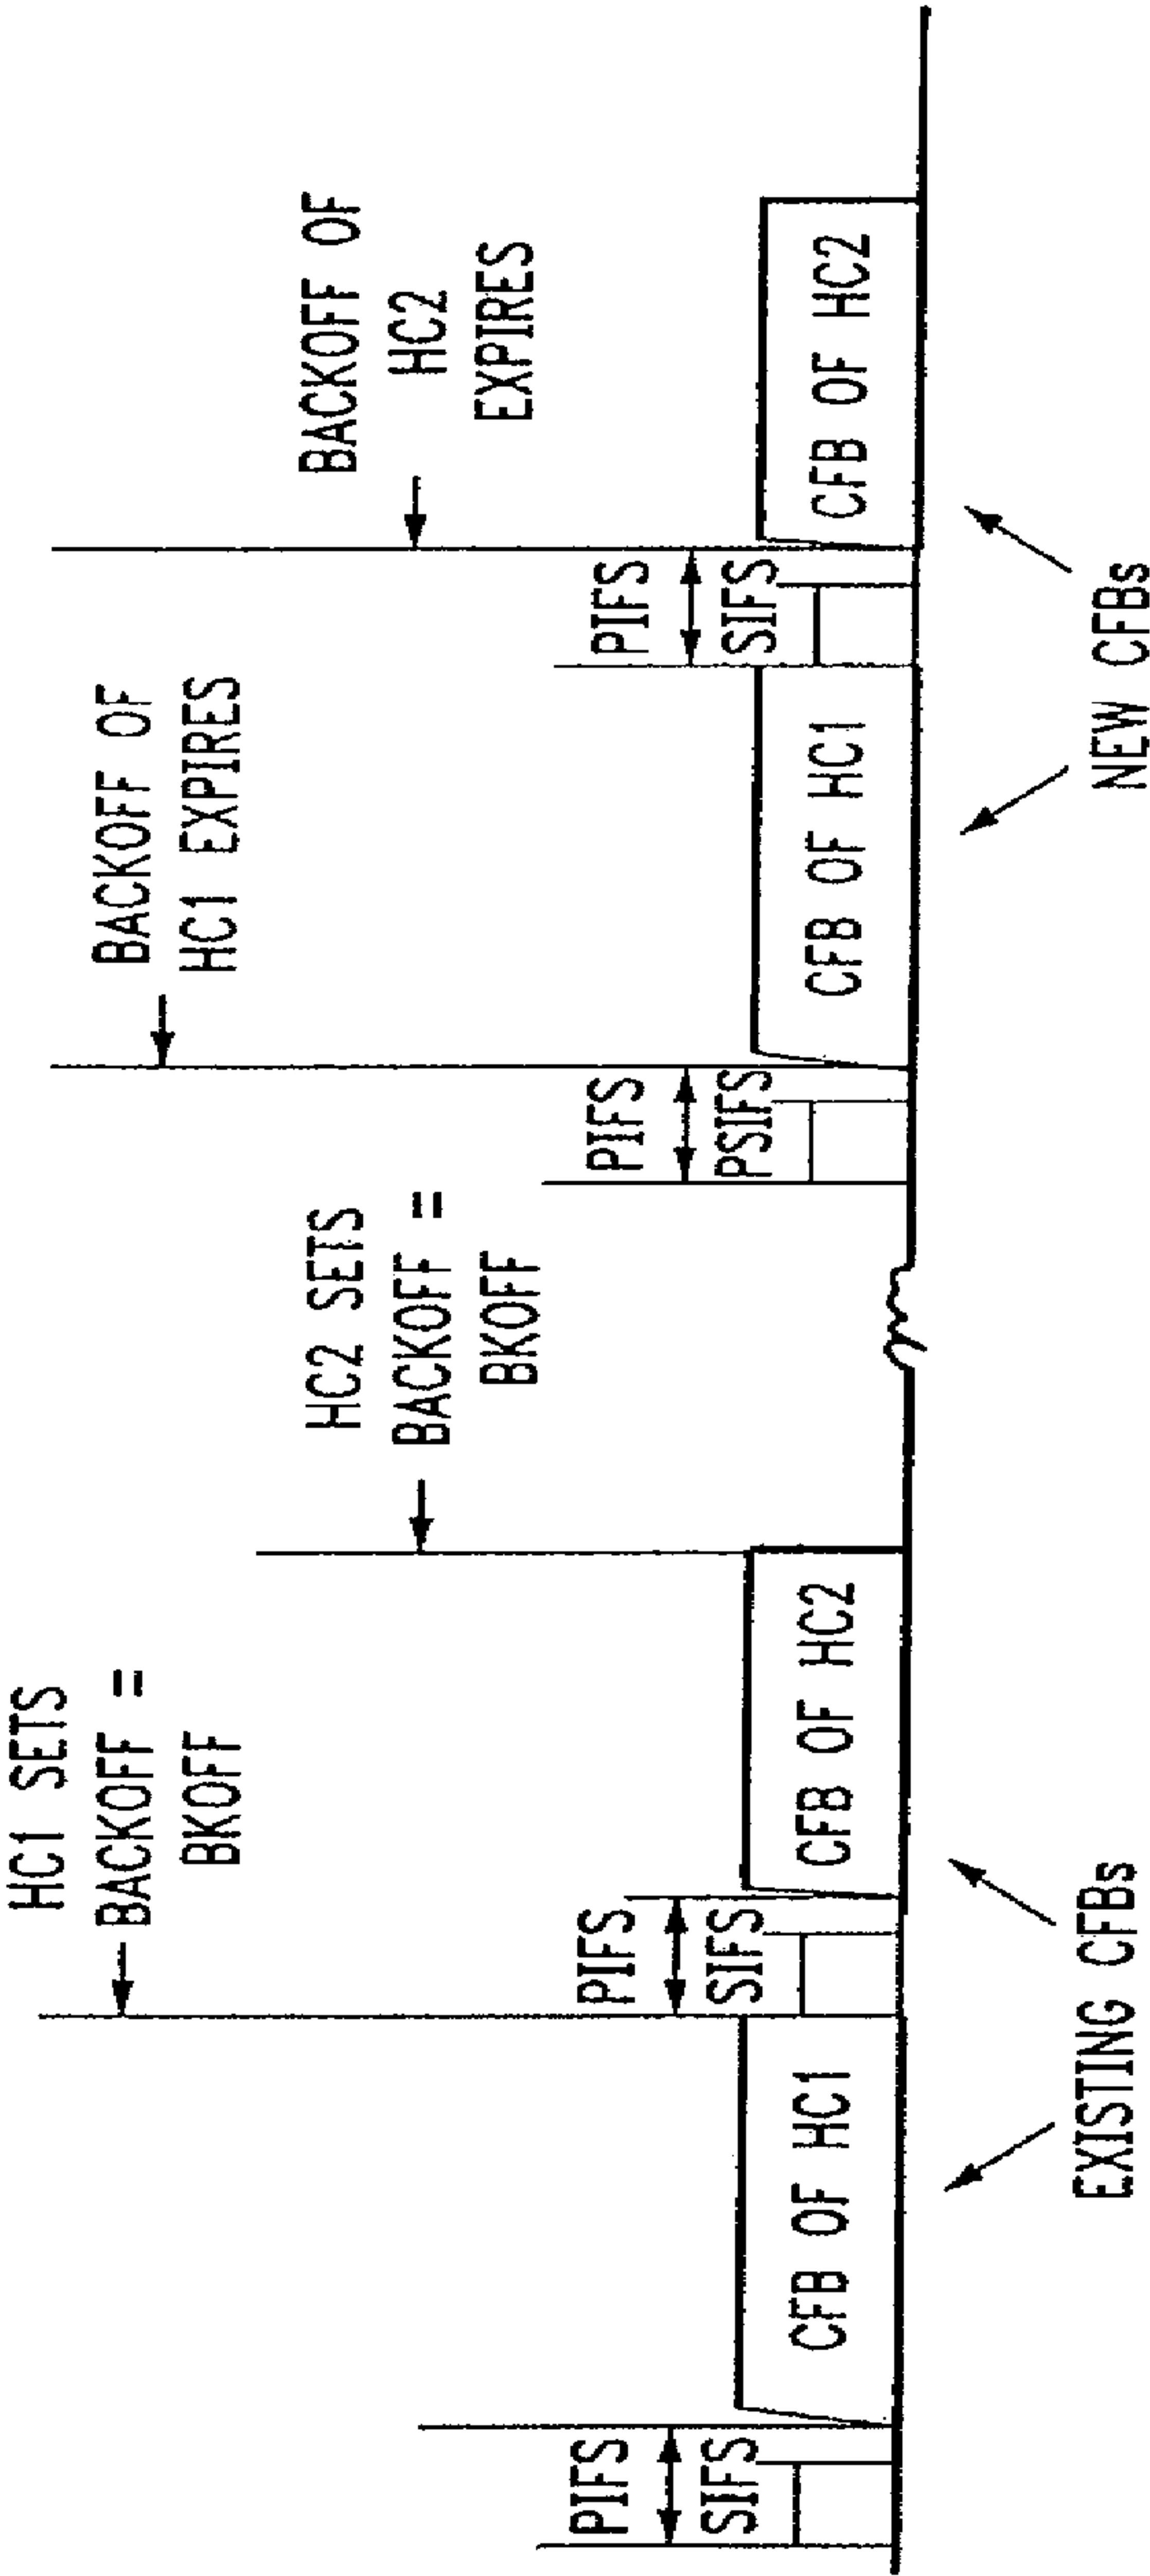 HC1 SETS
BACKOFF =
BKOFF
HC2 SETS
BACKOFF =
BKOFF
BACKOFF OF
HC1 EXPIRES
BACKOFF OF
HC2
EXPIRES
PIFS
SIFS
CFB OF HC1
PIFS
SIFS
CFB OF HC2
PIFS
PSIFS
CFB OF HC1
PIFS
SIFS
CFB OF HC2
EXISTING CFBs
NEW CFBs